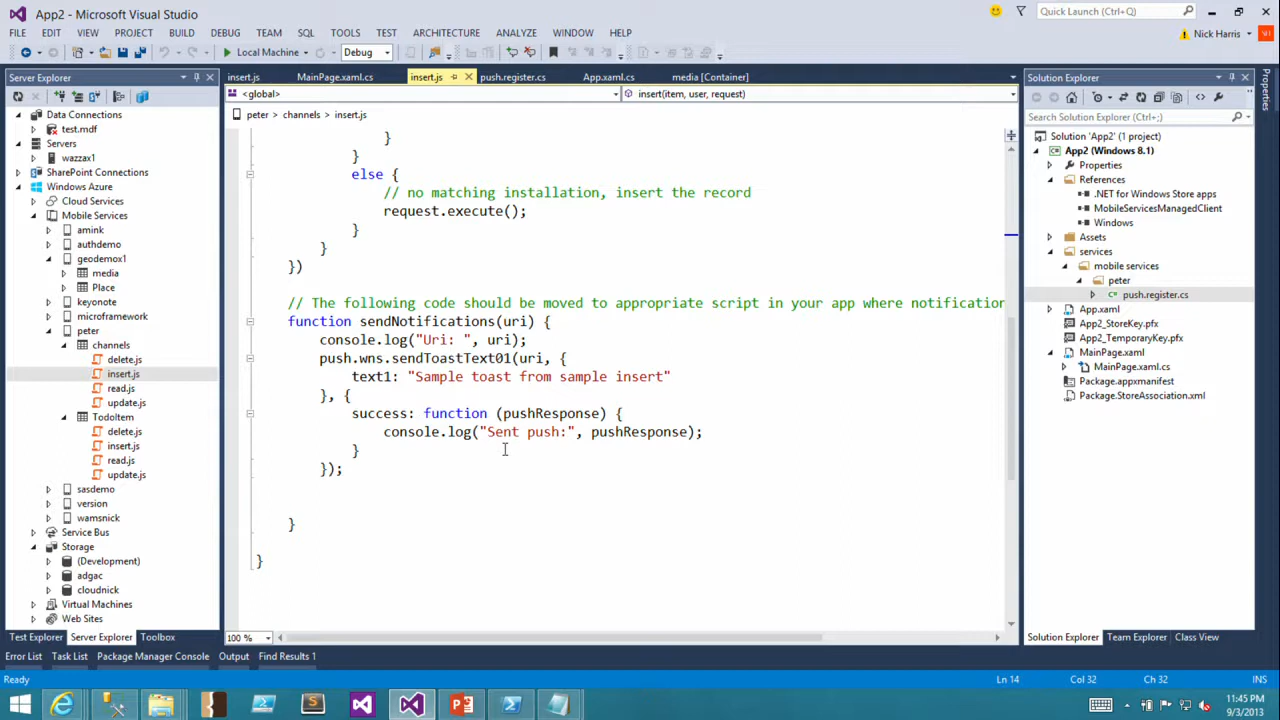 App2 - Microsoft Visual Studio
Quick Launch (Ctrl+Q)
FILE EDIT VIEW PROJECT BUILD DEBUG TEAM SQL TOOLS TEST ARCHITECTURE ANALYZE WINDOW HELP
Nick Harris
NH
Local Machine
Debug
Server Explorer
Data Connections
test.mdf
Servers
wazzax1
SharePoint Connections
Windows Azure
Cloud Services
Mobile Services
amink
authdemo
geodemox1
media
Place
keyonote
microframework
peter
channels
delete.js
insert.js
read.js
update.js
TodoItem
delete.js
insert.js
read.js
update.js
sasdemo
version
wamsnick
Service Bus
Storage
(Development)
adgac
cloudnick
Virtual Machines
Web Sites
Test Explorer Server Explorer Toolbox
insert.js MainPage.xaml.cs insert.js push.register.cs App.xaml.cs media [Container]
<global> insert(item, user, request)
peter channels insert.js
}
}
else {
// no matching installation, insert the record
request.execute();
}
}
})
// The following code should be moved to appropriate script in your app where notification
function sendNotifications(uri) {
console.log("Uri: ", uri);
push.wns.sendToastText01(uri, {
text1: "Sample toast from sample insert"
}, {
success: function (pushResponse) {
console.log("Sent push:", pushResponse);
}
});
}
}
100 %
Solution Explorer
Search Solution Explorer (Ctrl+;)
Solution 'App2' (1 project)
App2 (Windows 8.1)
Properties
References
.NET for Windows Store apps
MobileServicesManagedClient
Windows
Assets
services
mobile services
peter
push.register.cs
App.xaml
App2_StoreKey.pfx
App2_TemporaryKey.pfx
MainPage.xaml
MainPage.xaml.cs
Package.appxmanifest
Package.StoreAssociation.xml
Solution Explorer Team Explorer Class View
Properties
Error List Task List Package Manager Console Output Find Results 1
Ready
Ln 14 Col 32 Ch 32 INS
11:45 PM
9/3/2013